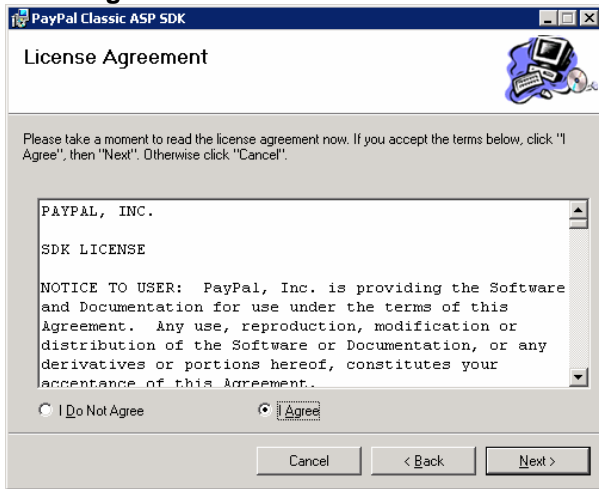 PayPal Classic ASP SDK
License Agreement
Please take a moment to read the license agreement now. If you accept the terms below, click "I
Agree", then "Next". Otherwise click "Cancel".
PAYPAL, INC.
SDK LICENSE
NOTICE TO USER:  PayPal, Inc. is providing the Software
and Documentation for use under the terms of this
Agreement.  Any use, reproduction, modification or
distribution of the Software or Documentation, or any
derivatives or portions hereof, constitutes your
acceptance of this Agreement.
I Do Not Agree
I Agree
Cancel
< Back
Next >